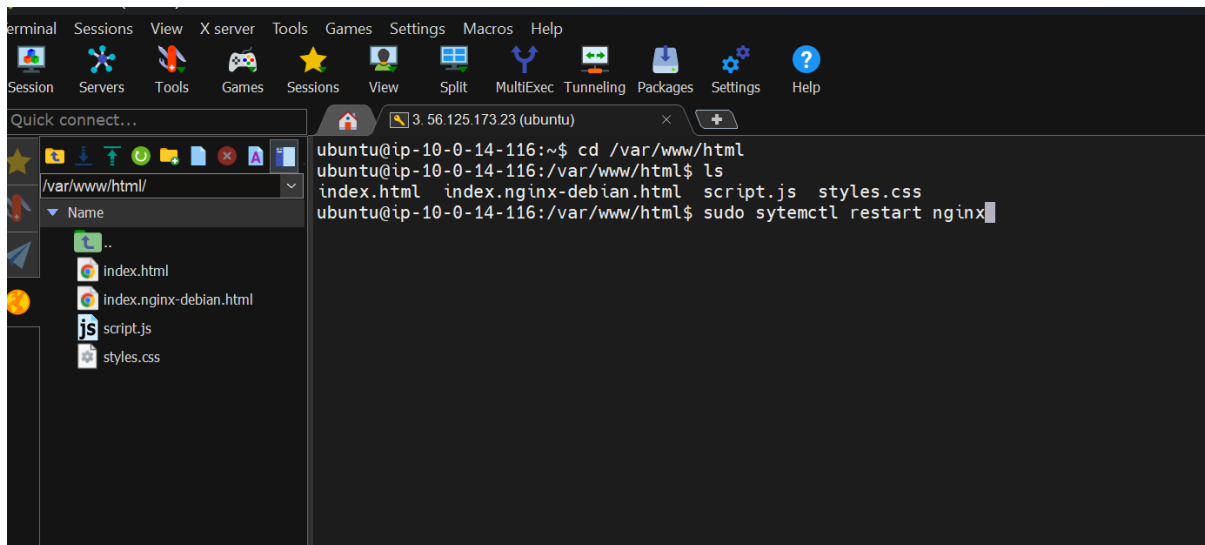 erminal Sessions View X server Tools Games Settings Macros Help
Session Servers Tools Games Sessions View Split MultiExec Tunneling Packages Settings Help
Quick connect...
3. 56.125.173.23 (ubuntu)
/var/www/html/
Name
..
index.html
index.nginx-debian.html
script.js
styles.css
ubuntu@ip-10-0-14-116:~$ cd /var/www/html
ubuntu@ip-10-0-14-116:/var/www/html$ ls
index.html index.nginx-debian.html script.js styles.css
ubuntu@ip-10-0-14-116:/var/www/html$ sudo sytemctl restart nginx